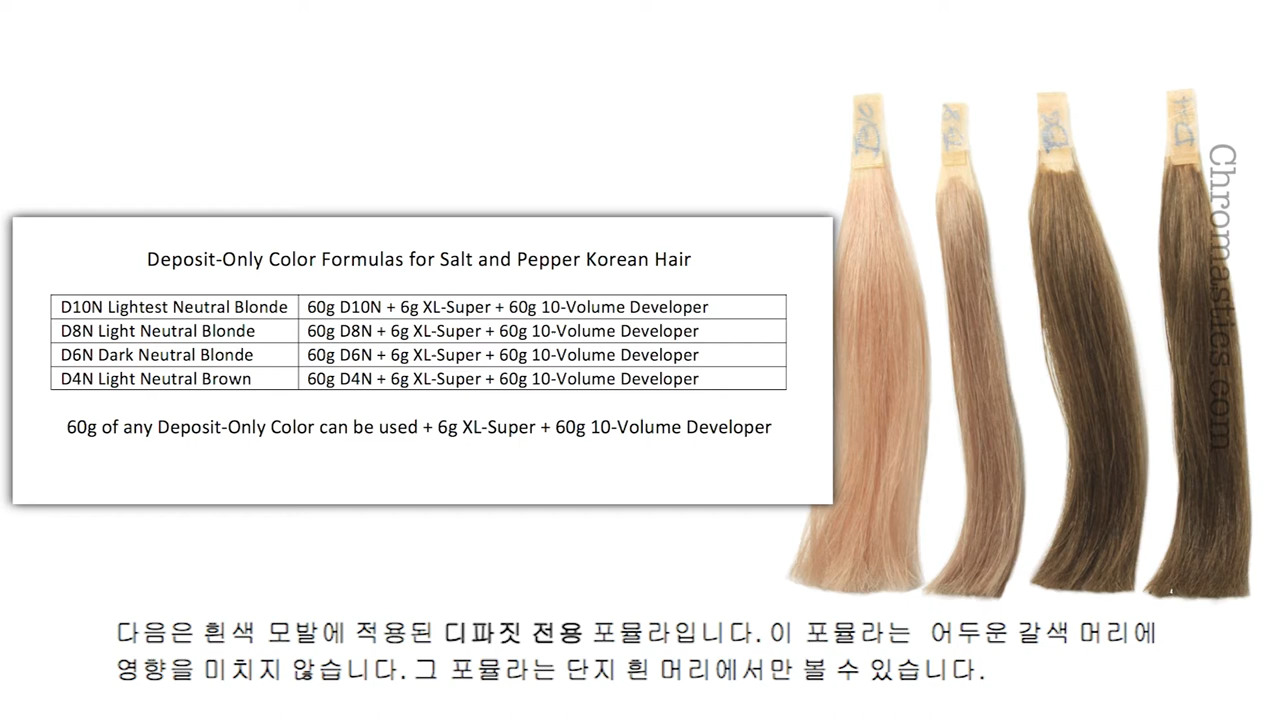 Deposit-Only Color Formulas for Salt and Pepper Korean Hair
D10N Lightest Neutral Blonde 60g D10N + 6g XL-Super + 60g 10-Volume Developer
D8N Light Neutral Blonde 60g D8N + 6g XL-Super + 60g 10-Volume Developer
D6N Dark Neutral Blonde 60g D6N + 6g XL-Super + 60g 10-Volume Developer
D4N Light Neutral Brown 60g D4N + 6g XL-Super + 60g 10-Volume Developer
60g of any Deposit-Only Color can be used + 6g XL-Super + 60g 10-Volume Developer
Chromastics.com
다음은 흰색 모발에 적용된 디파짓 전용 포뮬라입니다. 이 포뮬라는 어두운 갈색 머리에
영향을 미치지 않습니다. 그 포뮬라는 단지 흰 머리에서만 볼 수 있습니다.